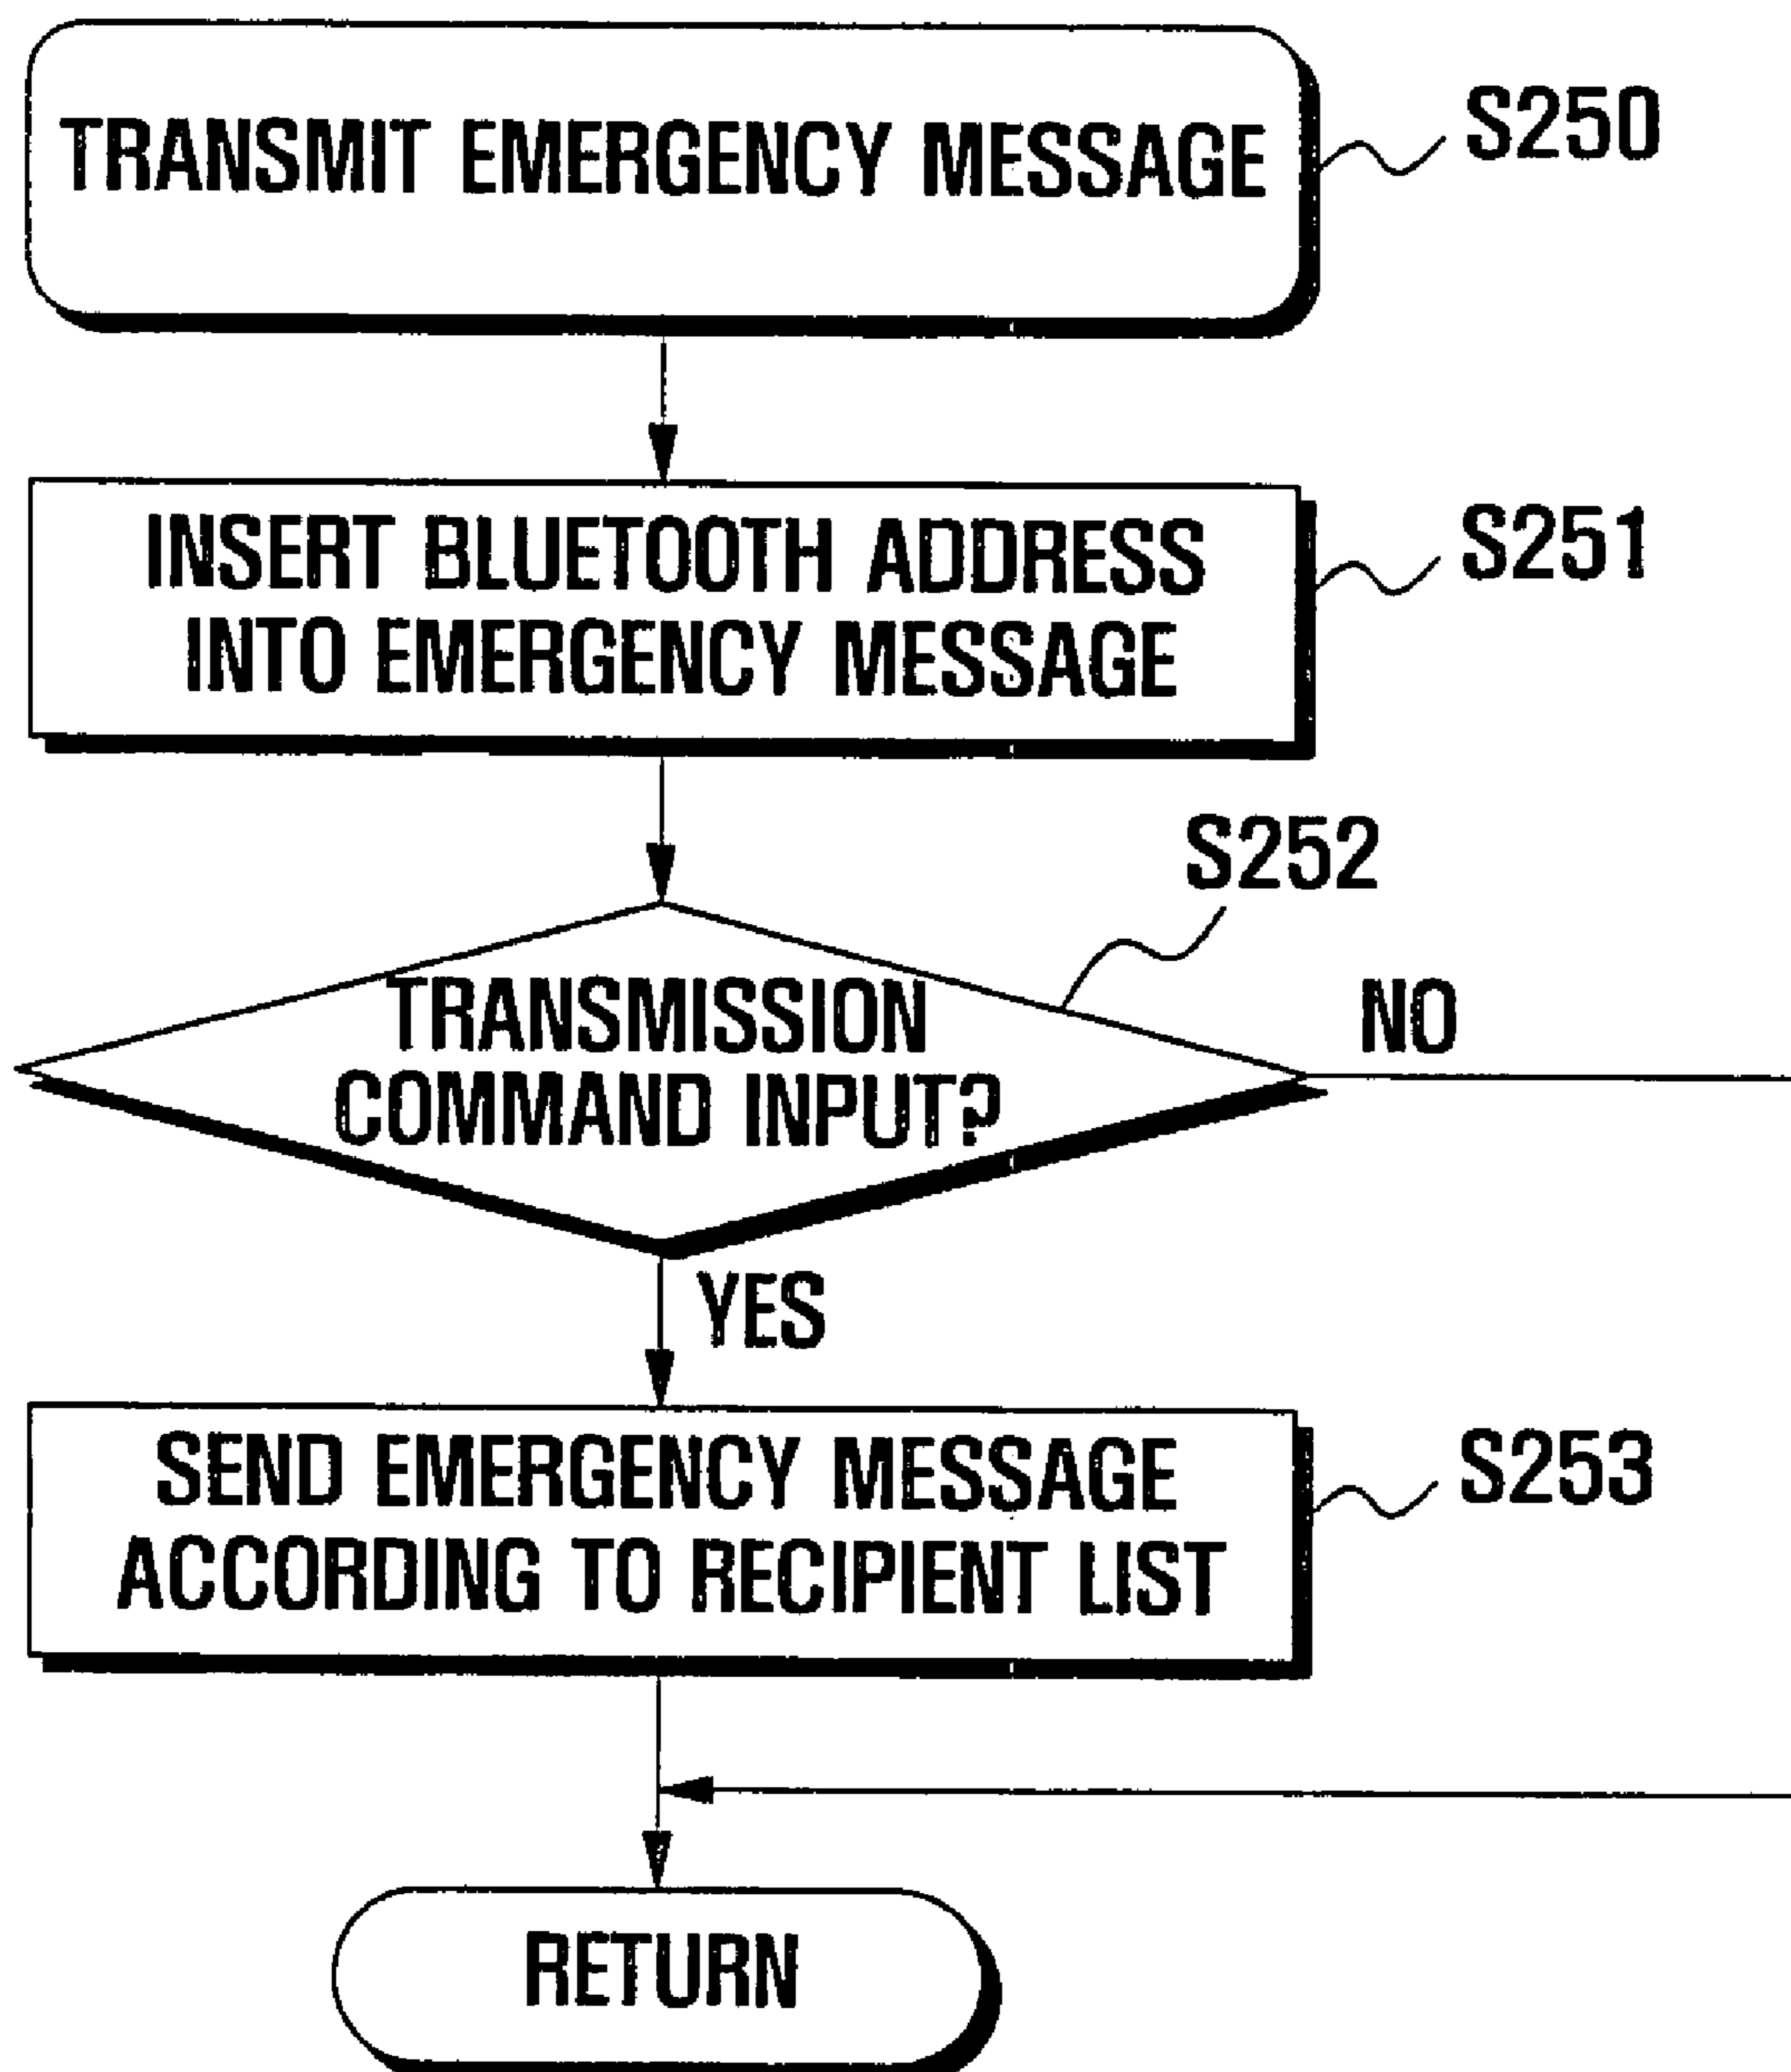 TRANSMIT EMERGENCY MESSAGE
S250
INSERT BLUETOOTH ADDRESS
INTO EMERGENCY MESSAGE
S251
S252
TRANSMISSION
COMMAND INPUT?
NO
YES
SEND EMERGENCY MESSAGE
ACCORDING TO RECIPIENT LIST
S253
RETURN